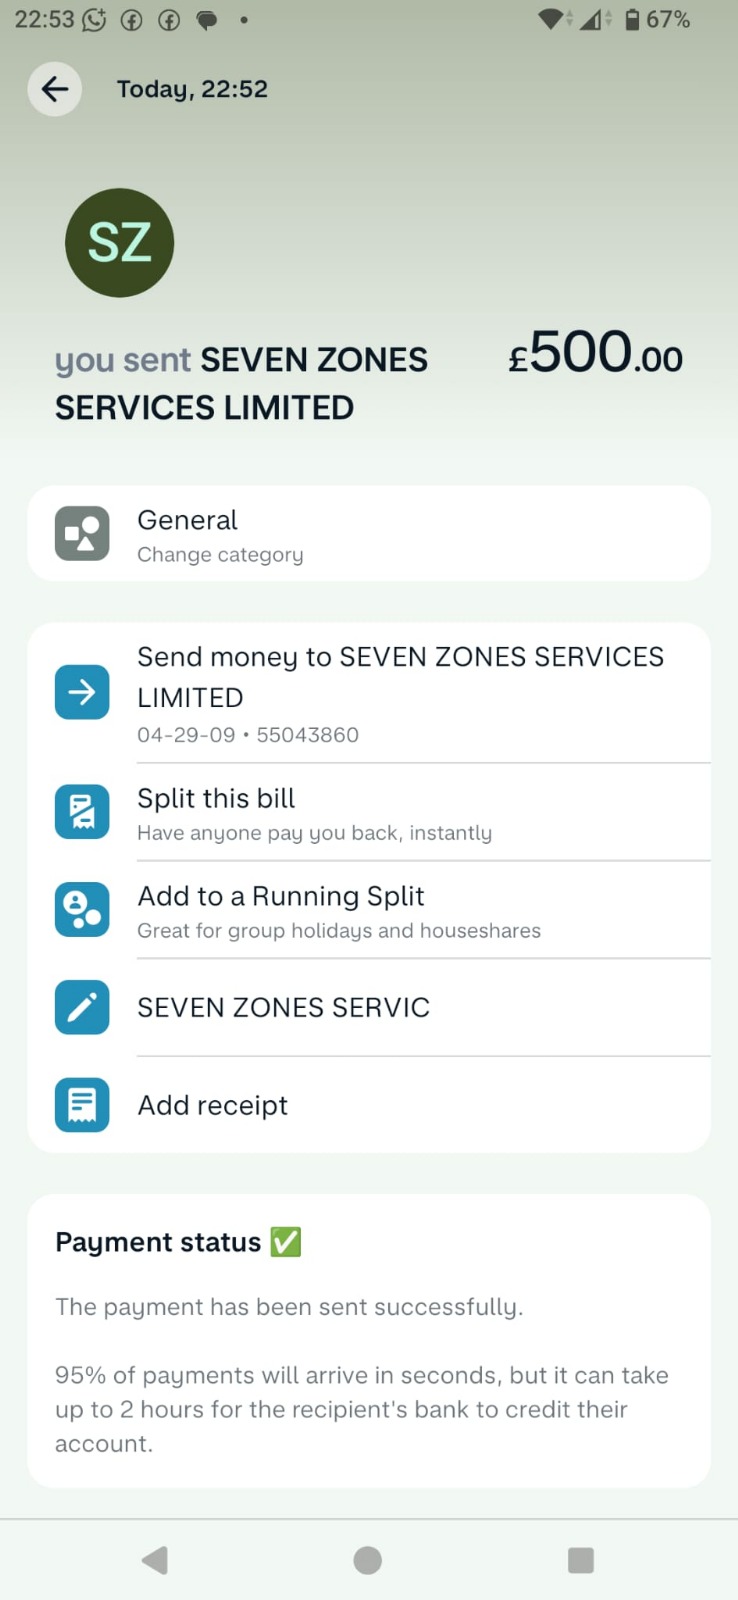 22:53
67%
Today, 22:52
SZ
you sent SEVEN ZONES
SERVICES LIMITED
£500.00
General
Change category
Send money to SEVEN ZONES SERVICES
LIMITED
04-29-09 • 55043860
Split this bill
Have anyone pay you back, instantly
Add to a Running Split
Great for group holidays and houseshares
SEVEN ZONES SERVIC
Add receipt
Payment status ✅
The payment has been sent successfully.
95% of payments will arrive in seconds, but it can take
up to 2 hours for the recipient's bank to credit their
account.